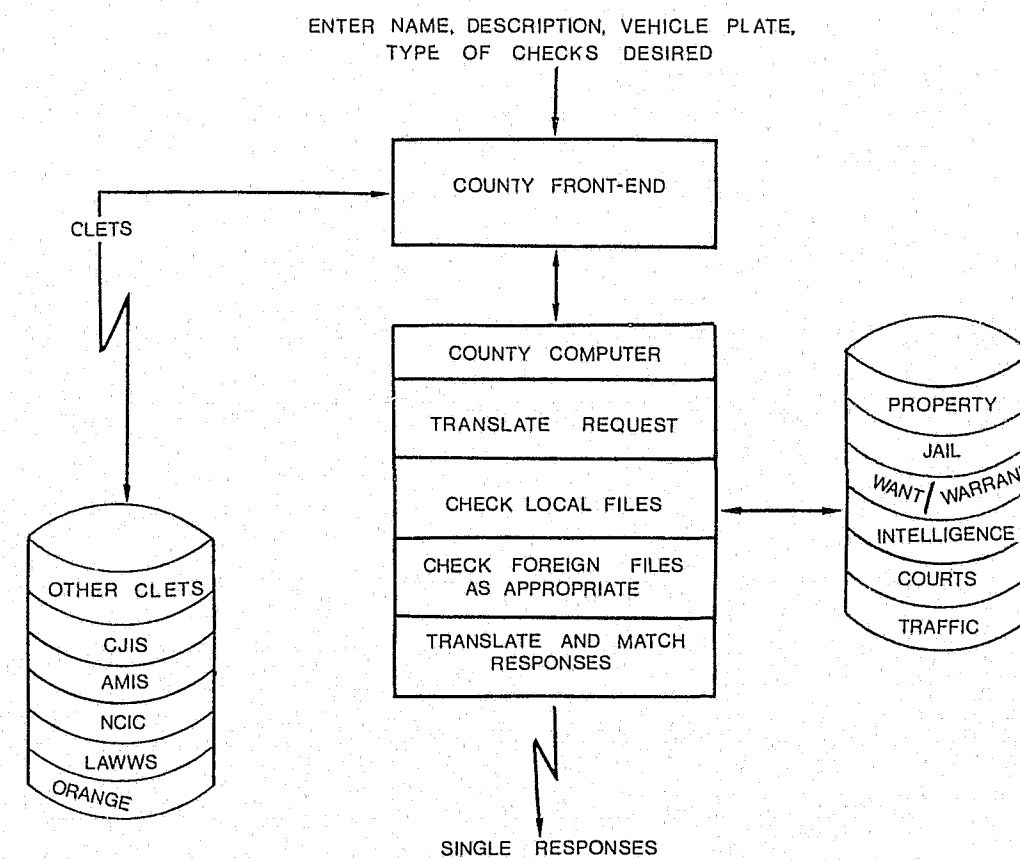 ENTER NAME, DESCRIPTION, VEHICLE PLATE,
TYPE OF CHECKS DESIRED
COUNTY FRONT-END
CLETS
COUNTY COMPUTER
TRANSLATE REQUEST
CHECK LOCAL FILES
CHECK FOREIGN FILES
AS APPROPRIATE
TRANSLATE AND MATCH
RESPONSES
PROPERTY
JAIL
WANT/WARRAN
INTELLIGENCE
COURTS
TRAFFIC
OTHER CLETS
CJIS
AMIS
NCIC
LAWWS
ORANGE
SINGLE RESPONSES